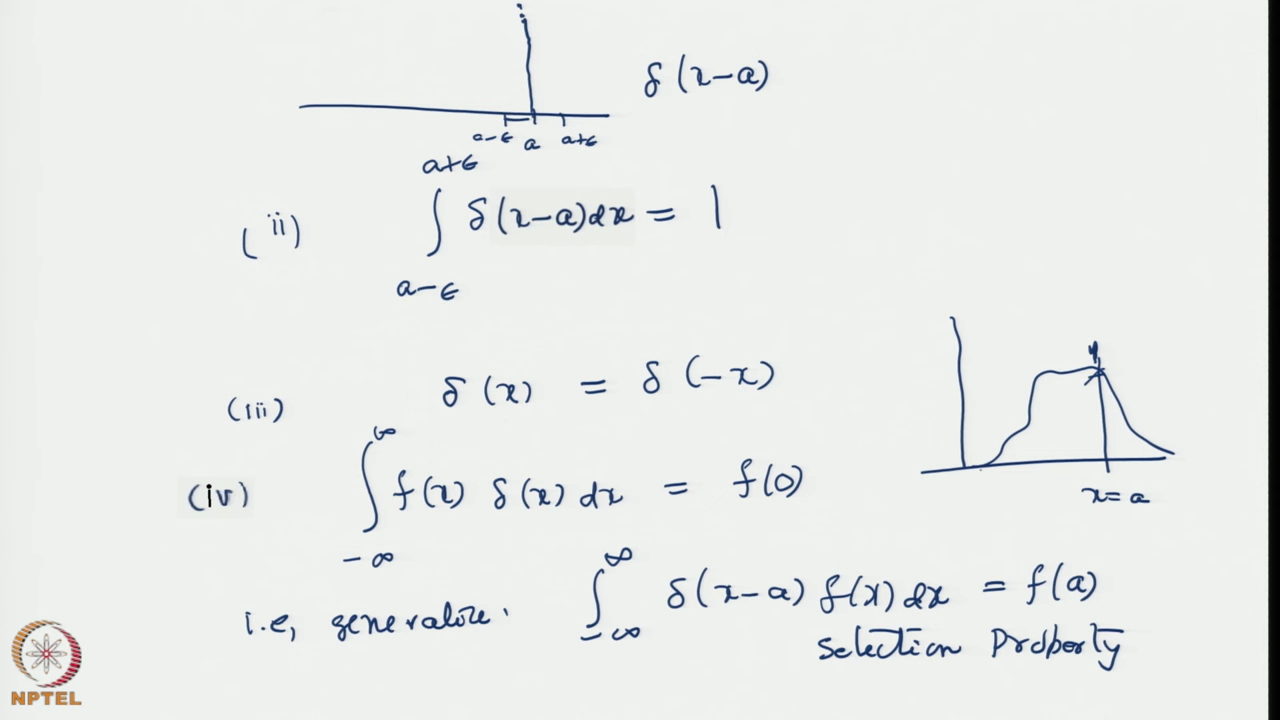 δ(x-a)
a-ϵ a a+ϵ
(ii) ∫_{a-ϵ}^{a+ϵ} δ(x-a)dx = 1
(iii) δ(x) = δ(-x)
(iv) ∫_{-∞}^{∞} f(x) δ(x) dx = f(0)
x=a
i.e, generalize. ∫_{-∞}^{∞} δ(x-a) f(x) dx = f(a)
Selection Property
NPTEL